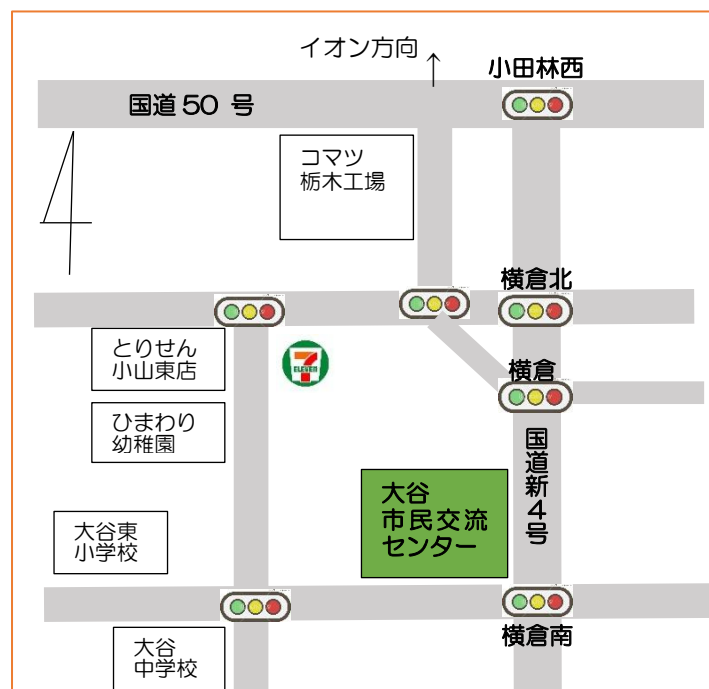 イオン方向
小田林西
国道50 号
コマツ
栃木工場
横倉北
とりせん
小山東店
7
ELEVEN
横倉
ひまわり
幼稚園
国道新4号
大谷
市民交流
センター
大谷東
小学校
横倉南
大谷
中学校